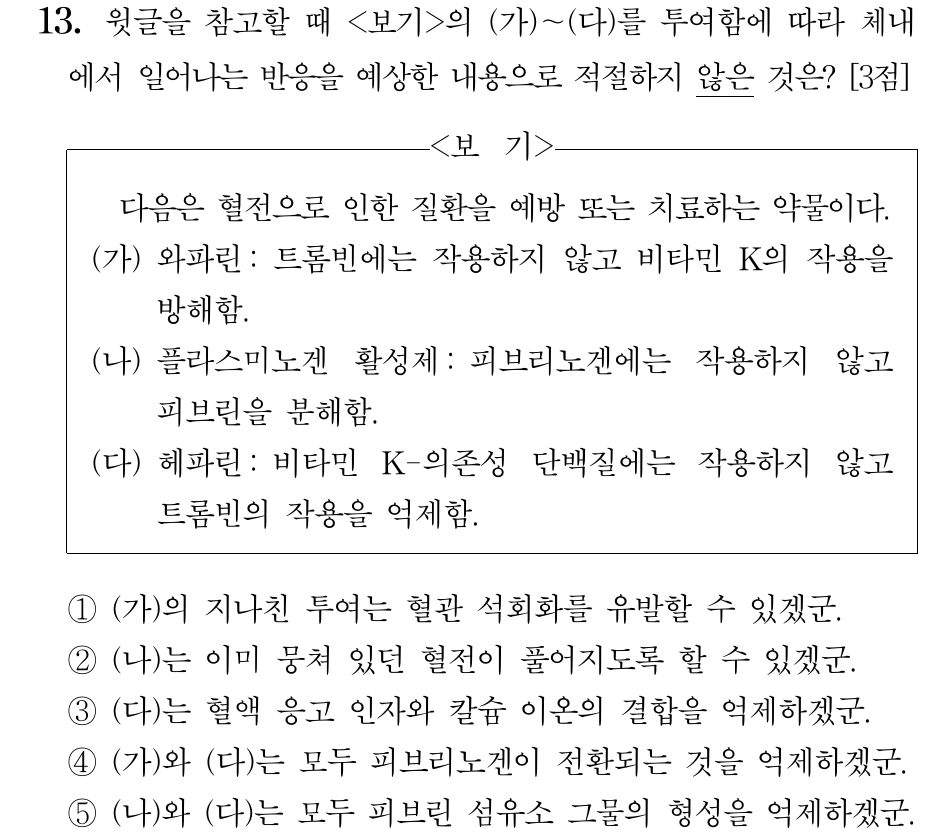 13. 윗글을 참고할 때 <보기>의 (가)~(다)를 투여함에 따라 체내
에서 일어나는 반응을 예상한 내용으로 적절하지 않은 것은? [3점]
<보 기>
다음은 혈전으로 인한 질환을 예방 또는 치료하는 약물이다.
(가) 와파린 : 트롬빈에는 작용하지 않고 비타민 K의 작용을
방해함.
(나) 플라스미노겐 활성제 : 피브리노겐에는 작용하지 않고
피브린을 분해함.
(다) 헤파린 : 비타민 K-의존성 단백질에는 작용하지 않고
트롬빈의 작용을 억제함.
① (가)의 지나친 투여는 혈관 석회화를 유발할 수 있겠군.
② (나)는 이미 뭉쳐 있던 혈전이 풀어지도록 할 수 있겠군.
③ (다)는 혈액 응고 인자와 칼슘 이온의 결합을 억제하겠군.
④ (가)와 (다)는 모두 피브리노겐이 전환되는 것을 억제하겠군.
⑤ (나)와 (다)는 모두 피브린 섬유소 그물의 형성을 억제하겠군.